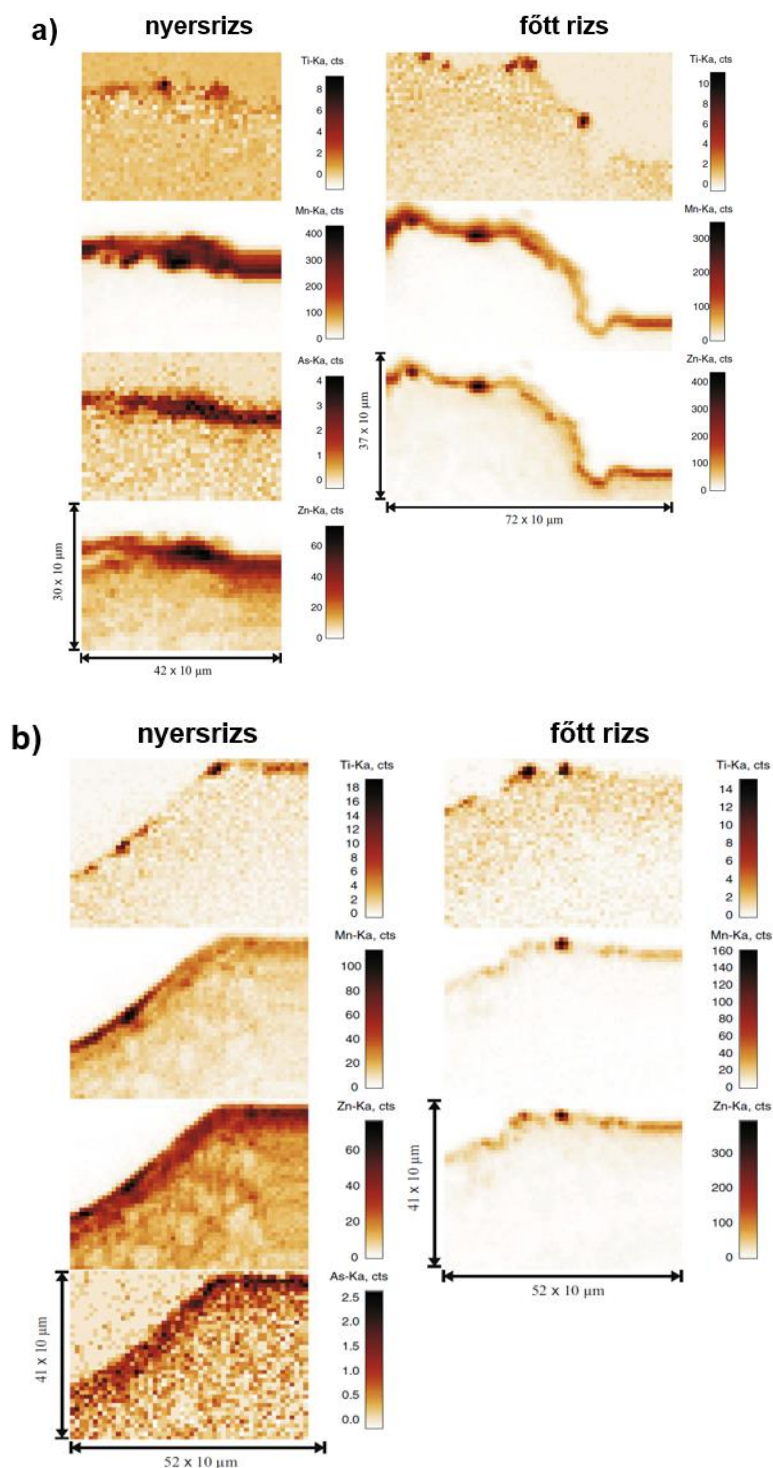 a)
nyersrizs
főtt rizs
Ti-Ka, cts
8
6
4
2
0
Ti-Ka, cts
10
8
6
4
2
0
Mn-Ka, cts
400
300
200
100
0
Mn-Ka, cts
300
200
100
0
As-Ka, cts
4
3
2
1
0
Zn-Ka, cts
400
300
200
100
0
37 x 10 µm
72 x 10 µm
Zn-Ka, cts
60
40
20
0
30 x 10 µm
42 x 10 µm
b)
nyersrizs
főtt rizs
Ti-Ka, cts
18
16
14
12
10
8
6
4
2
0
Ti-Ka, cts
14
12
10
8
6
4
2
0
Mn-Ka, cts
100
80
60
40
20
0
Mn-Ka, cts
160
140
120
100
80
60
40
20
0
Zn-Ka, cts
60
40
20
0
Zn-Ka, cts
300
200
100
0
41 x 10 µm
52 x 10 µm
As-Ka, cts
2.5
2.0
1.5
1.0
0.5
0.0
41 x 10 µm
52 x 10 µm